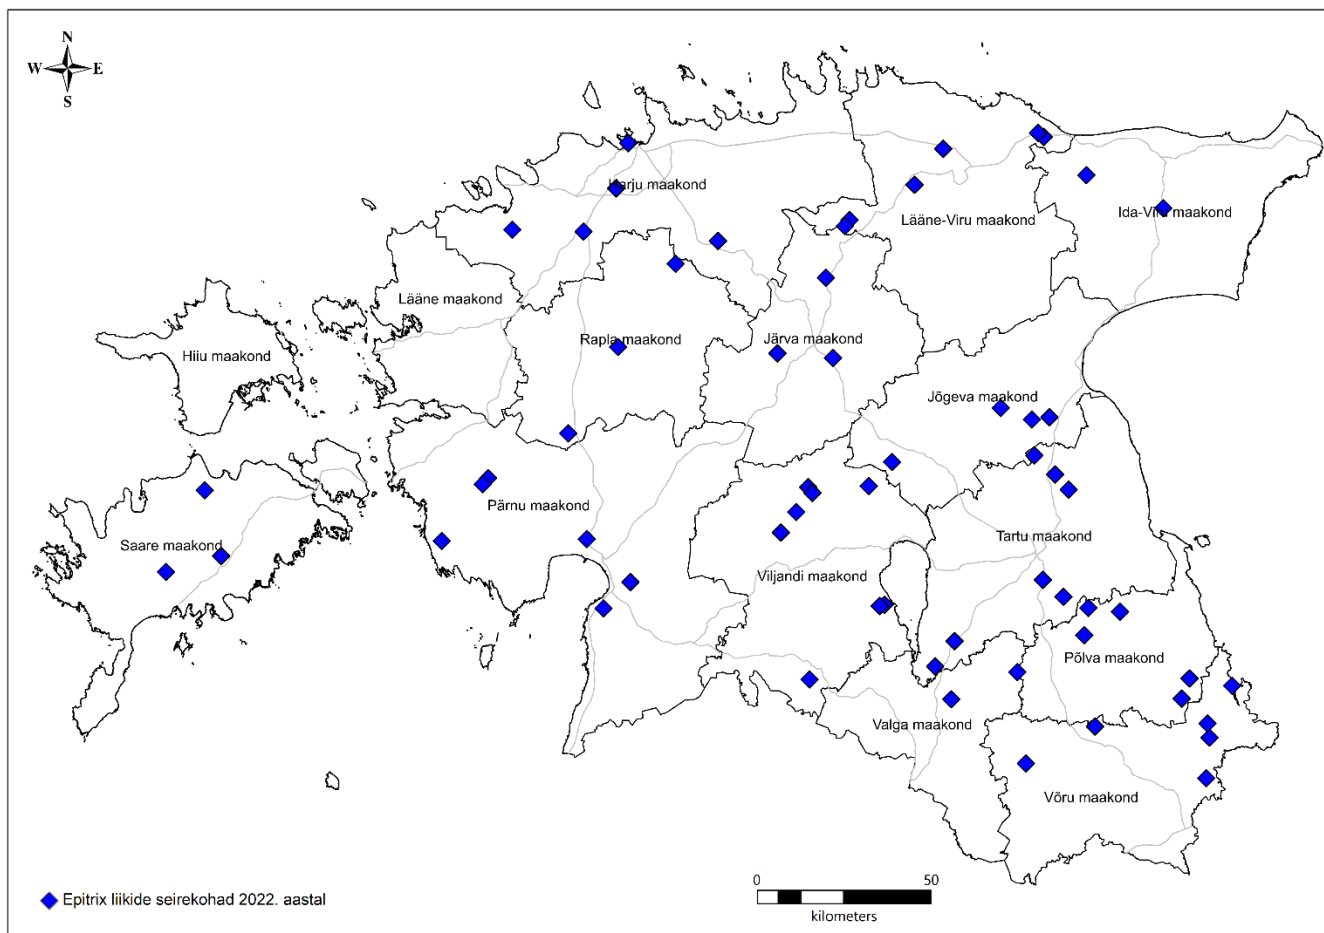 N
W E
S
Harju maakond
Lääne-Viru maakond
Ida-Viru maakond
Lääne maakond
Hiiu maakond
Rapla maakond
Järva maakond
Jõgeva maakond
Pärnu maakond
Saare maakond
Tartu maakond
Viljandi maakond
Põlva maakond
Valga maakond
Võru maakond
Epitrix liikide seirekohad 2022. aastal
0 50
kilometers